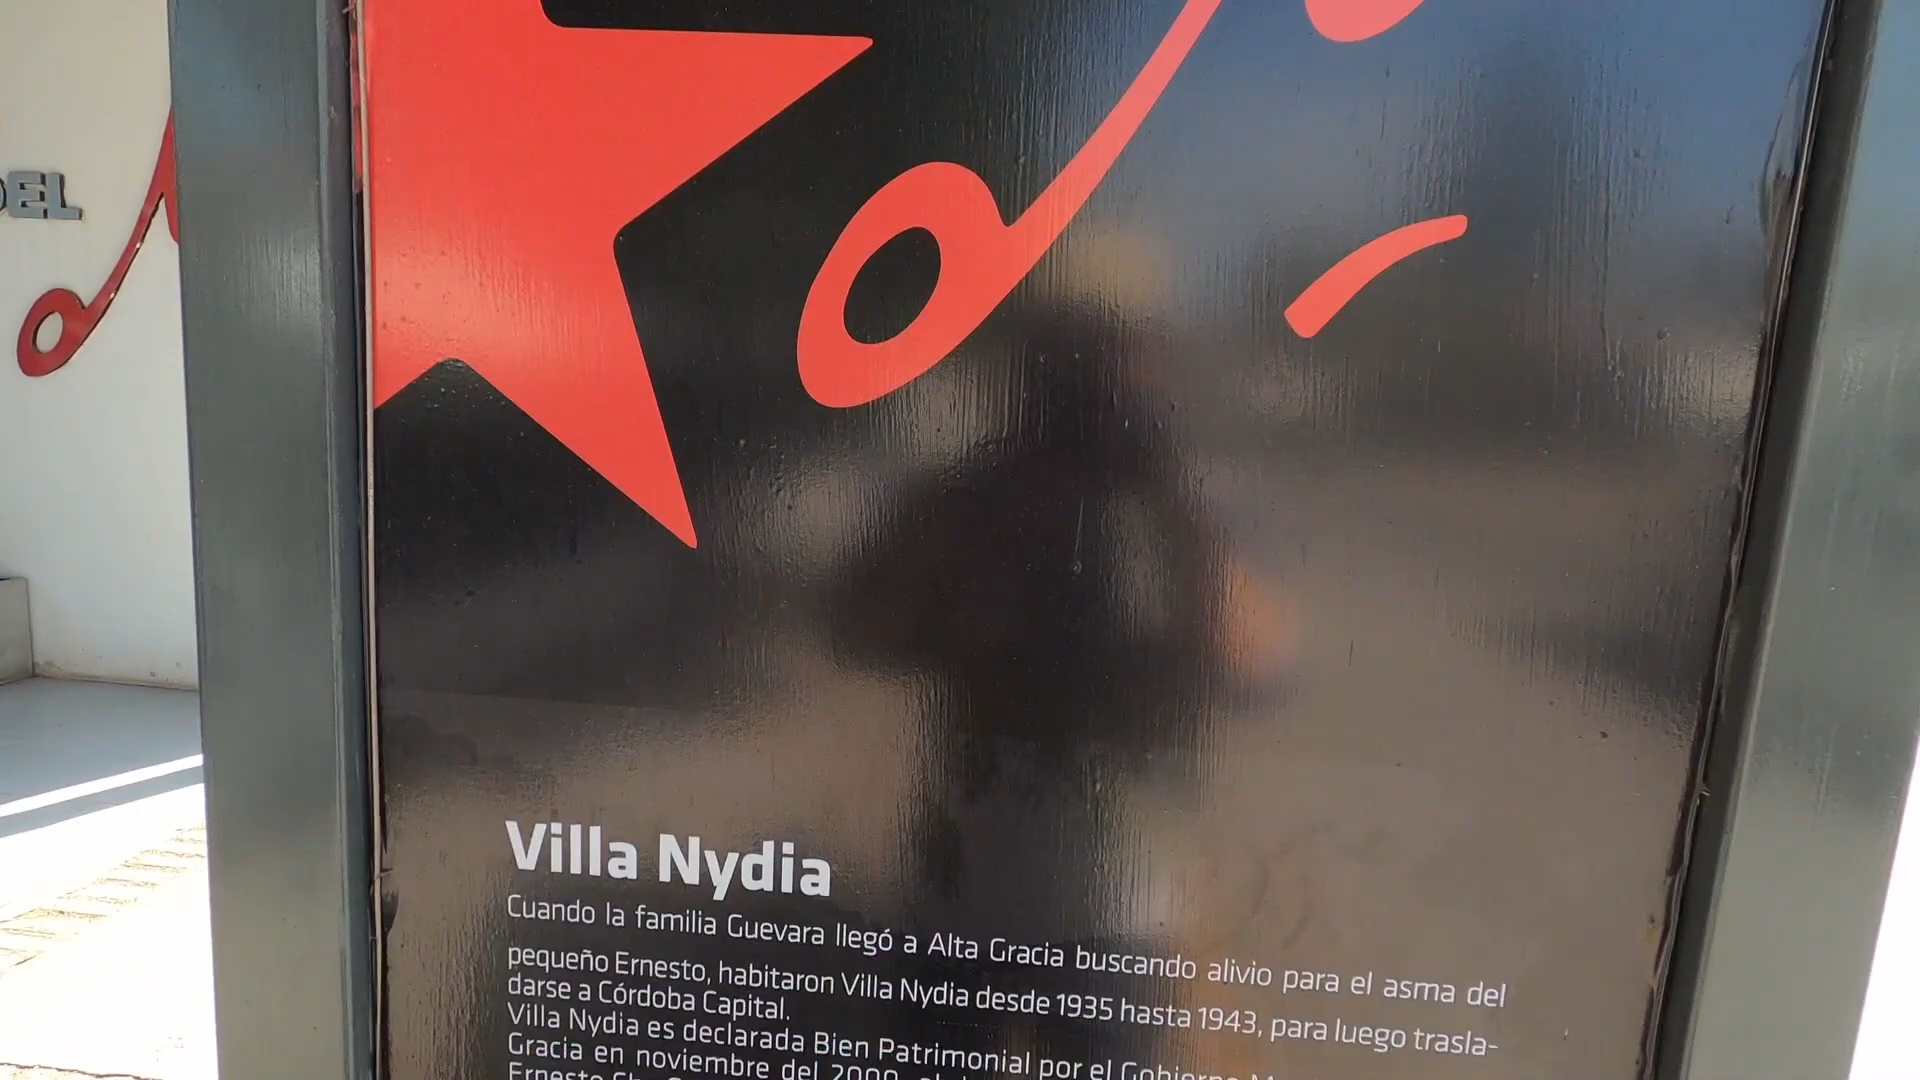 DEL
Villa Nydia
Cuando la familia Guevara llegó a Alta Gracia buscando alivio para el asma del
pequeño Ernesto, habitaron Villa Nydia desde 1935 hasta 1943, para luego trasla-
darse a Córdoba Capital.
Villa Nydia es declarada Bien Patrimonial por el Gobierno
Gracia en noviembre del
Ernesto